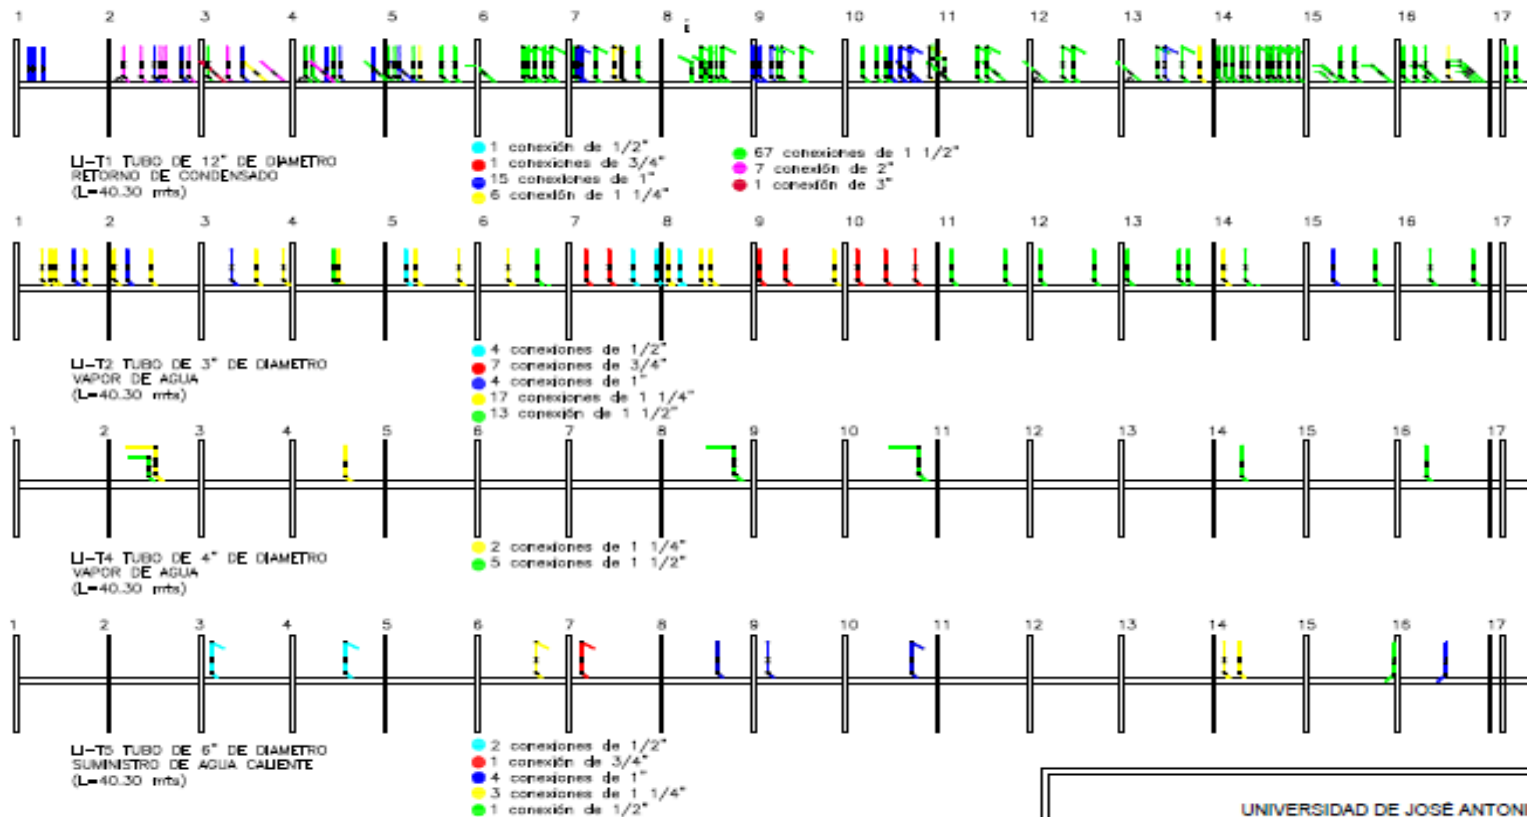 1 2 3 4 5 6 7 8 9 10 11 12 13 14 15 16 17
LI-T1 TUBO DE 12" DE DIAMETRO
RETORNO DE CONDENSADO
(L=40.30 mts)
1 conexión de 1/2"
1 conexiones de 3/4"
15 conexiones de 1"
6 conexión de 1 1/4"
67 conexiones de 1 1/2"
7 conexión de 2"
1 conexión de 3"
1 2 3 4 5 6 7 8 9 10 11 12 13 14 15 16 17
LI-T2 TUBO DE 3" DE DIAMETRO
VAPOR DE AGUA
(L=40.30 mts)
4 conexiones de 1/2"
7 conexiones de 3/4"
4 conexiones de 1"
17 conexiones de 1 1/4"
13 conexión de 1 1/2"
1 2 3 4 5 6 7 8 9 10 11 12 13 14 15 16 17
LI-T4 TUBO DE 4" DE DIAMETRO
VAPOR DE AGUA
(L=40.30 mts)
2 conexiones de 1 1/4"
5 conexiones de 1 1/2"
1 2 3 4 5 6 7 8 9 10 11 12 13 14 15 16 17
LI-T5 TUBO DE 6" DE DIAMETRO
SUMINISTRO DE AGUA CALIENTE
(L=40.30 mts)
2 conexiones de 1/2"
1 conexión de 3/4"
4 conexiones de 1"
3 conexiones de 1 1/4"
1 conexión de 1/2"
UNIVERSIDAD DE JOSÉ ANTONI